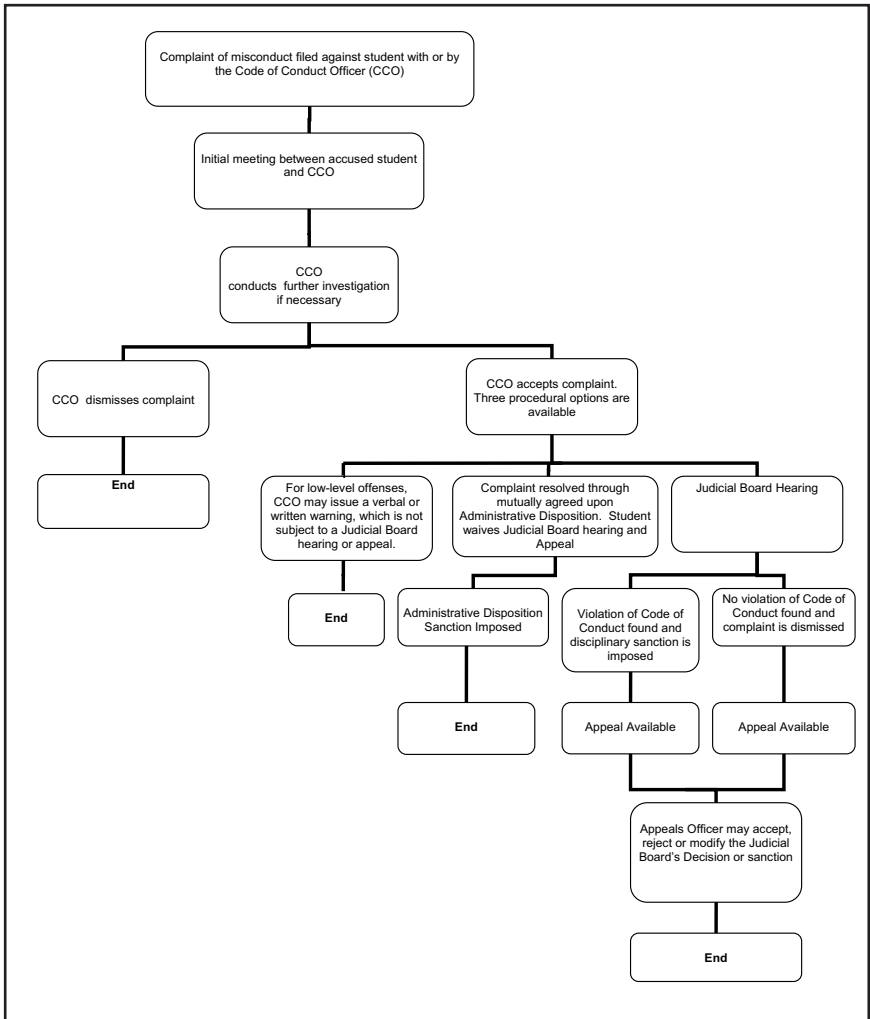 Complaint of misconduct filed against student with or by
the Code of Conduct Officer (CCO)
Initial meeting between accused student
and CCO
CCO
conducts further investigation
if necessary
CCO dismisses complaint
End
CCO accepts complaint.
Three procedural options are
available
For low-level offenses,
CCO may issue a verbal or
written warning, which is not
subject to a Judicial Board
hearing or appeal.
End
Complaint resolved through
mutually agreed upon
Administrative Disposition. Student
waives Judicial Board hearing and
Appeal
Administrative Disposition
Sanction Imposed
End
Judicial Board Hearing
Violation of Code of
Conduct found and
disciplinary sanction is
imposed
Appeal Available
No violation of Code of
Conduct found and
complaint is dismissed
Appeal Available
Appeals Officer may accept,
reject or modify the Judicial
Board's Decision or sanction
End